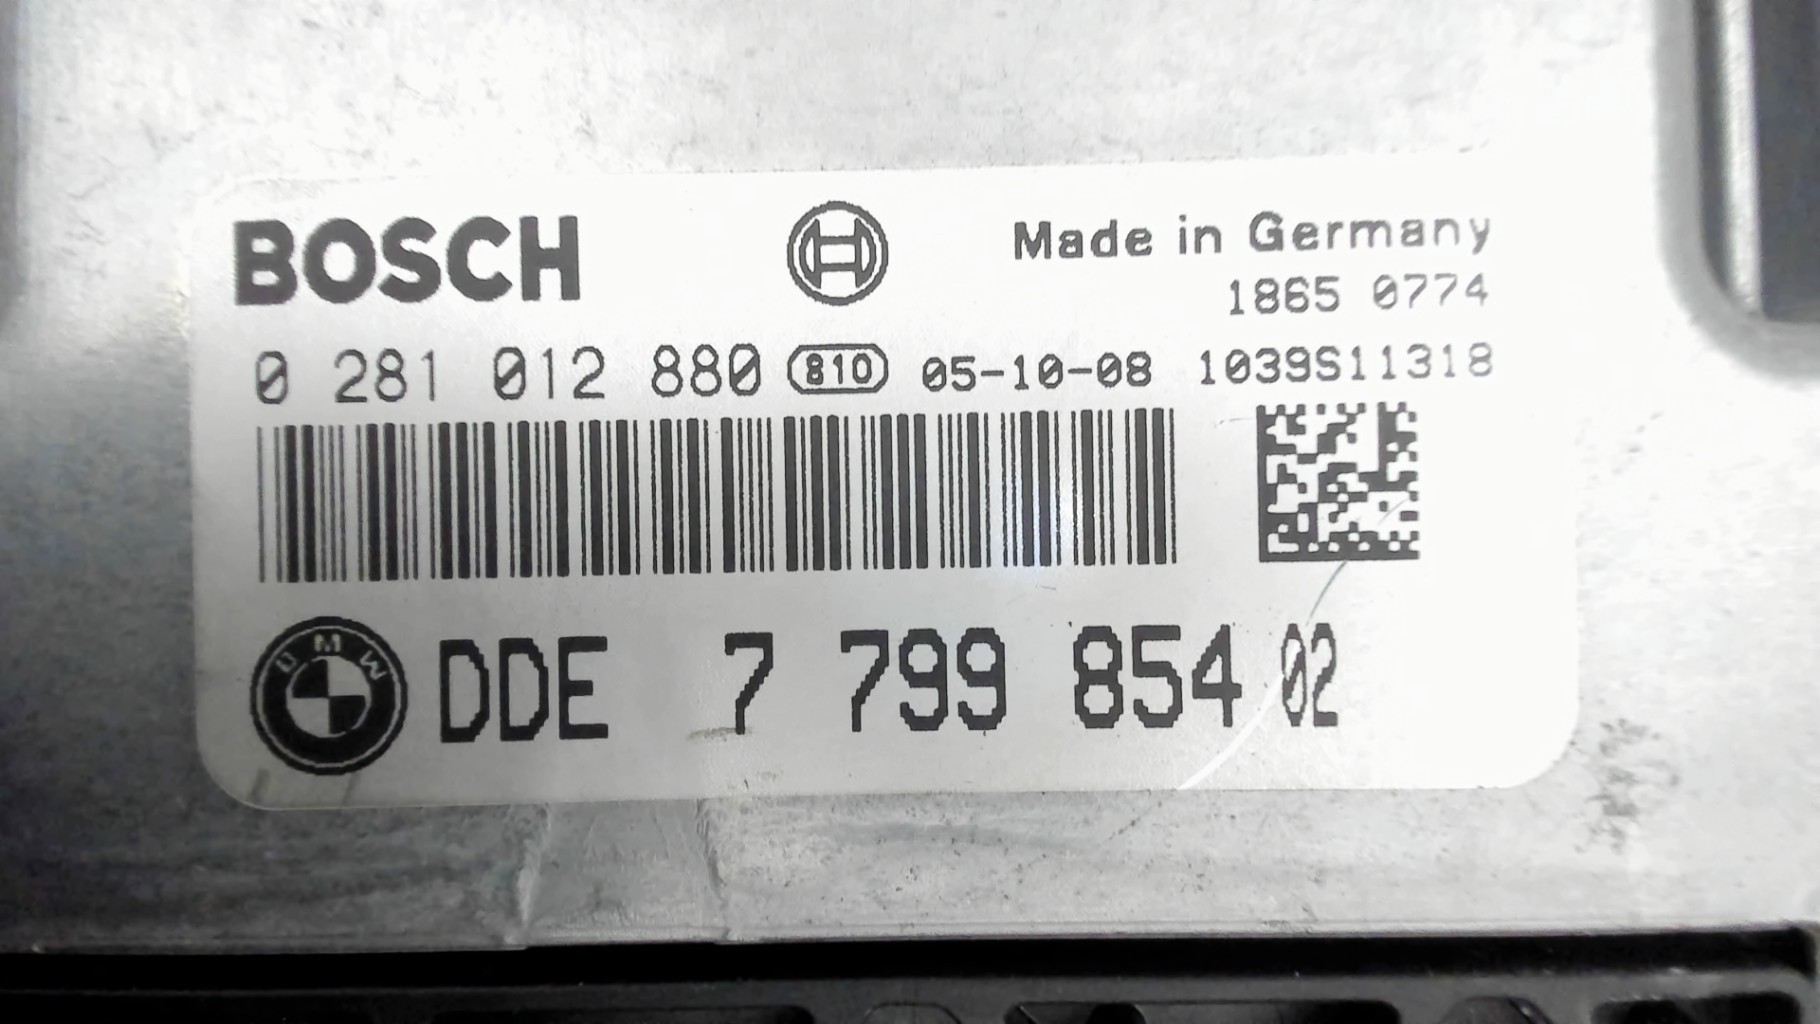 BOSCH
Made in Germany
1865 0774
0 281 012 880 810 05-10-08 1039S11318
BMW DDE 7 799 854 02